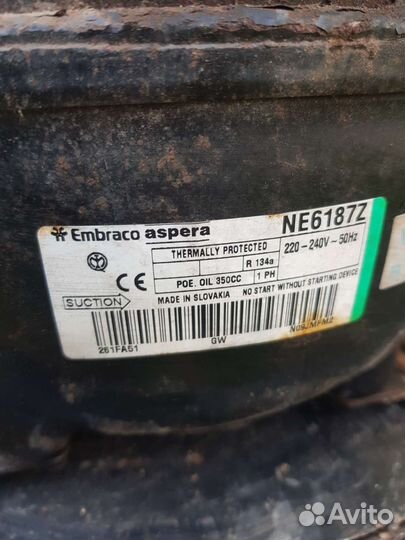 Embraco aspera
NE6187Z
THERMALLY PROTECTED
220-240V~50Hz
R 134a
POE. OIL 350CC
1 PH
SUCTION
MADE IN SLOVAKIA
NO START WITHOUT STARTING DEVICE
261FA51
GW
N09JMFM2
Avito